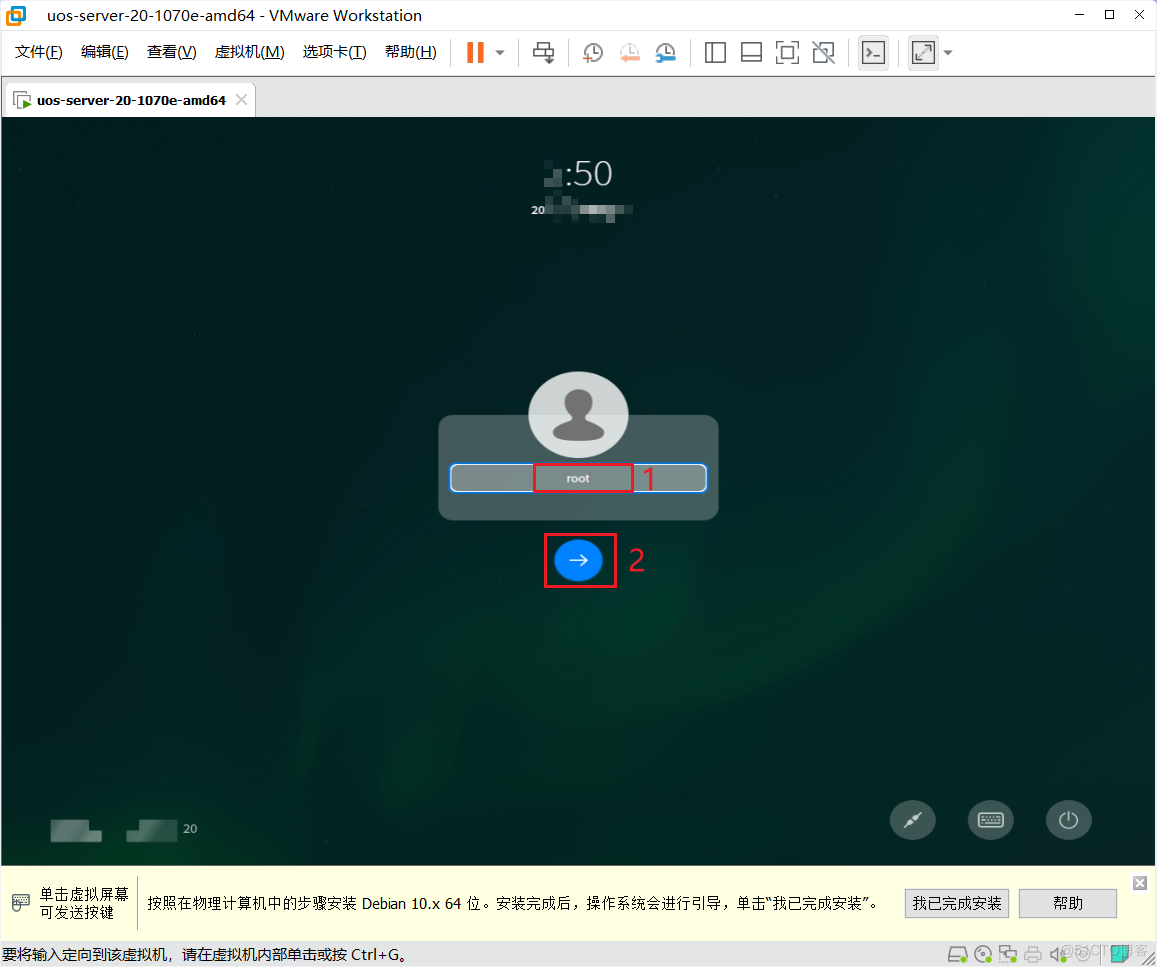 uos-server-20-1070e-amd64 - VMware Workstation
文件(F) 编辑(E) 查看(V) 虚拟机(M) 选项卡(T) 帮助(H)
uos-server-20-1070e-amd64
:50
20
root 1
2
20
单击虚拟屏幕
可发送按键
按照在物理计算机中的步骤安装 Debian 10.x 64 位。安装完成后，操作系统会进行引导，单击“我已完成安装”。
我已完成安装 帮助
要将输入定向到该虚拟机，请在虚拟机内部单击或按 Ctrl+G。
@51CTO博客